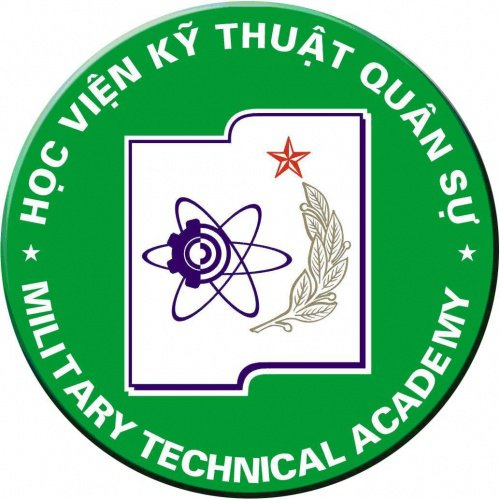 HỌC VIỆN KỸ THUẬT QUÂN SỰ
MILITARY TECHNICAL ACADEMY